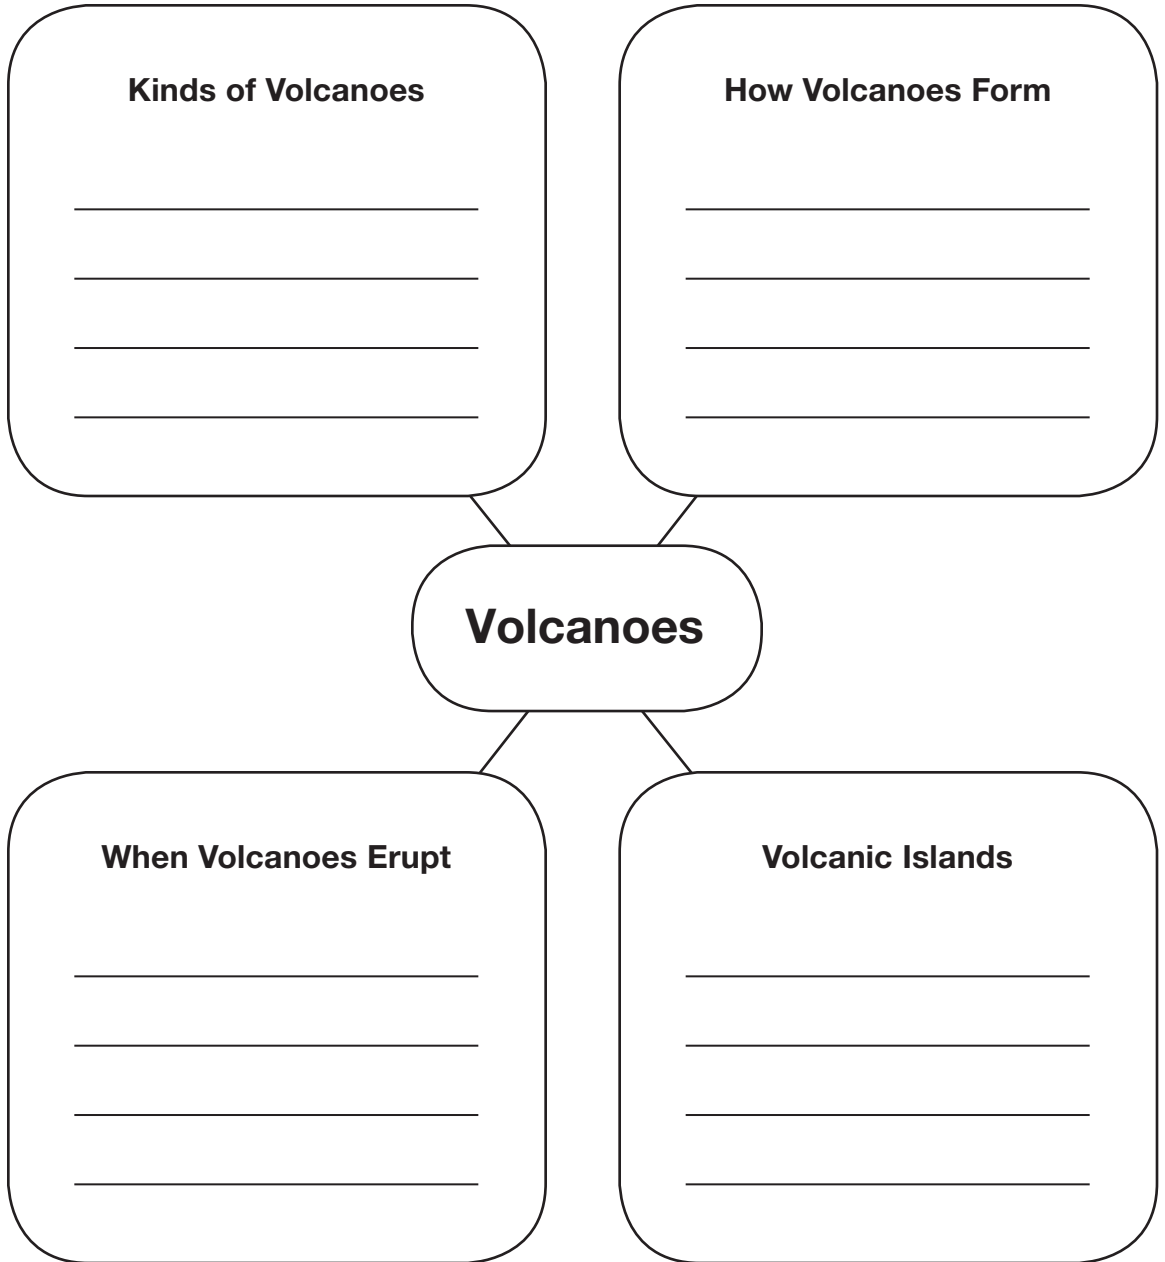 Kinds of Volcanoes
How Volcanoes Form
Volcanoes
When Volcanoes Erupt
Volcanic Islands